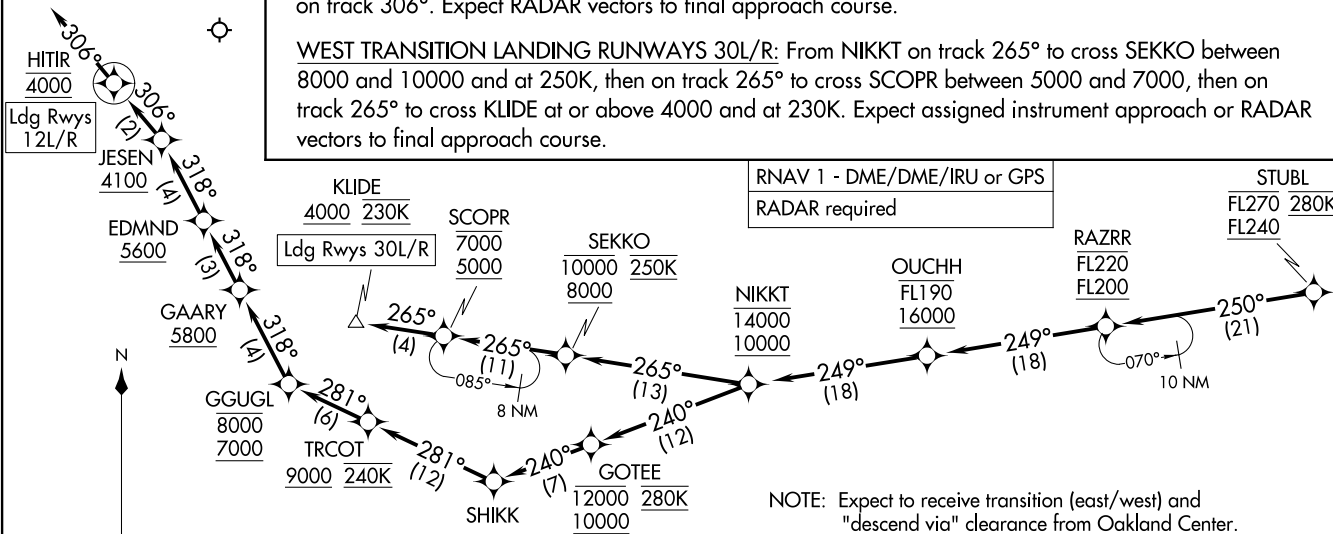 on track 306°. Expect RADAR vectors to final approach course.
WEST TRANSITION LANDING RUNWAYS 30L/R: From NIKKT on track 265° to cross SEKKO between
8000 and 10000 and at 250K, then on track 265° to cross SCOPR between 5000 and 7000, then on
track 265° to cross KLIDE at or above 4000 and at 230K. Expect assigned instrument approach or RADAR
vectors to final approach course.
306°
HITIR
4000
Ldg Rwys
12L/R
306°
(2)
JESEN
4100
318°
(4)
EDMND
5600
318°
(3)
GAARY
5800
318°
(4)
GGUGL
8000
7000
281°
(6)
TRCOT
9000 240K
281°
(12)
SHIKK
240°
(7)
GOTEE
12000 280K
10000
240°
(12)
KLIDE
4000 230K
Ldg Rwys 30L/R
265°
(4)
SCOPR
7000
5000
265°
(11)
085°
8 NM
SEKKO
10000 250K
8000
265°
(13)
NIKKT
14000
10000
249°
(18)
OUCHH
FL190
16000
249°
(18)
RAZRR
FL220
FL200
070°
10 NM
250°
(21)
STUBL
FL270 280K
FL240
RNAV 1 - DME/DME/IRU or GPS
RADAR required
N
NOTE: Expect to receive transition (east/west) and
"descend via" clearance from Oakland Center.